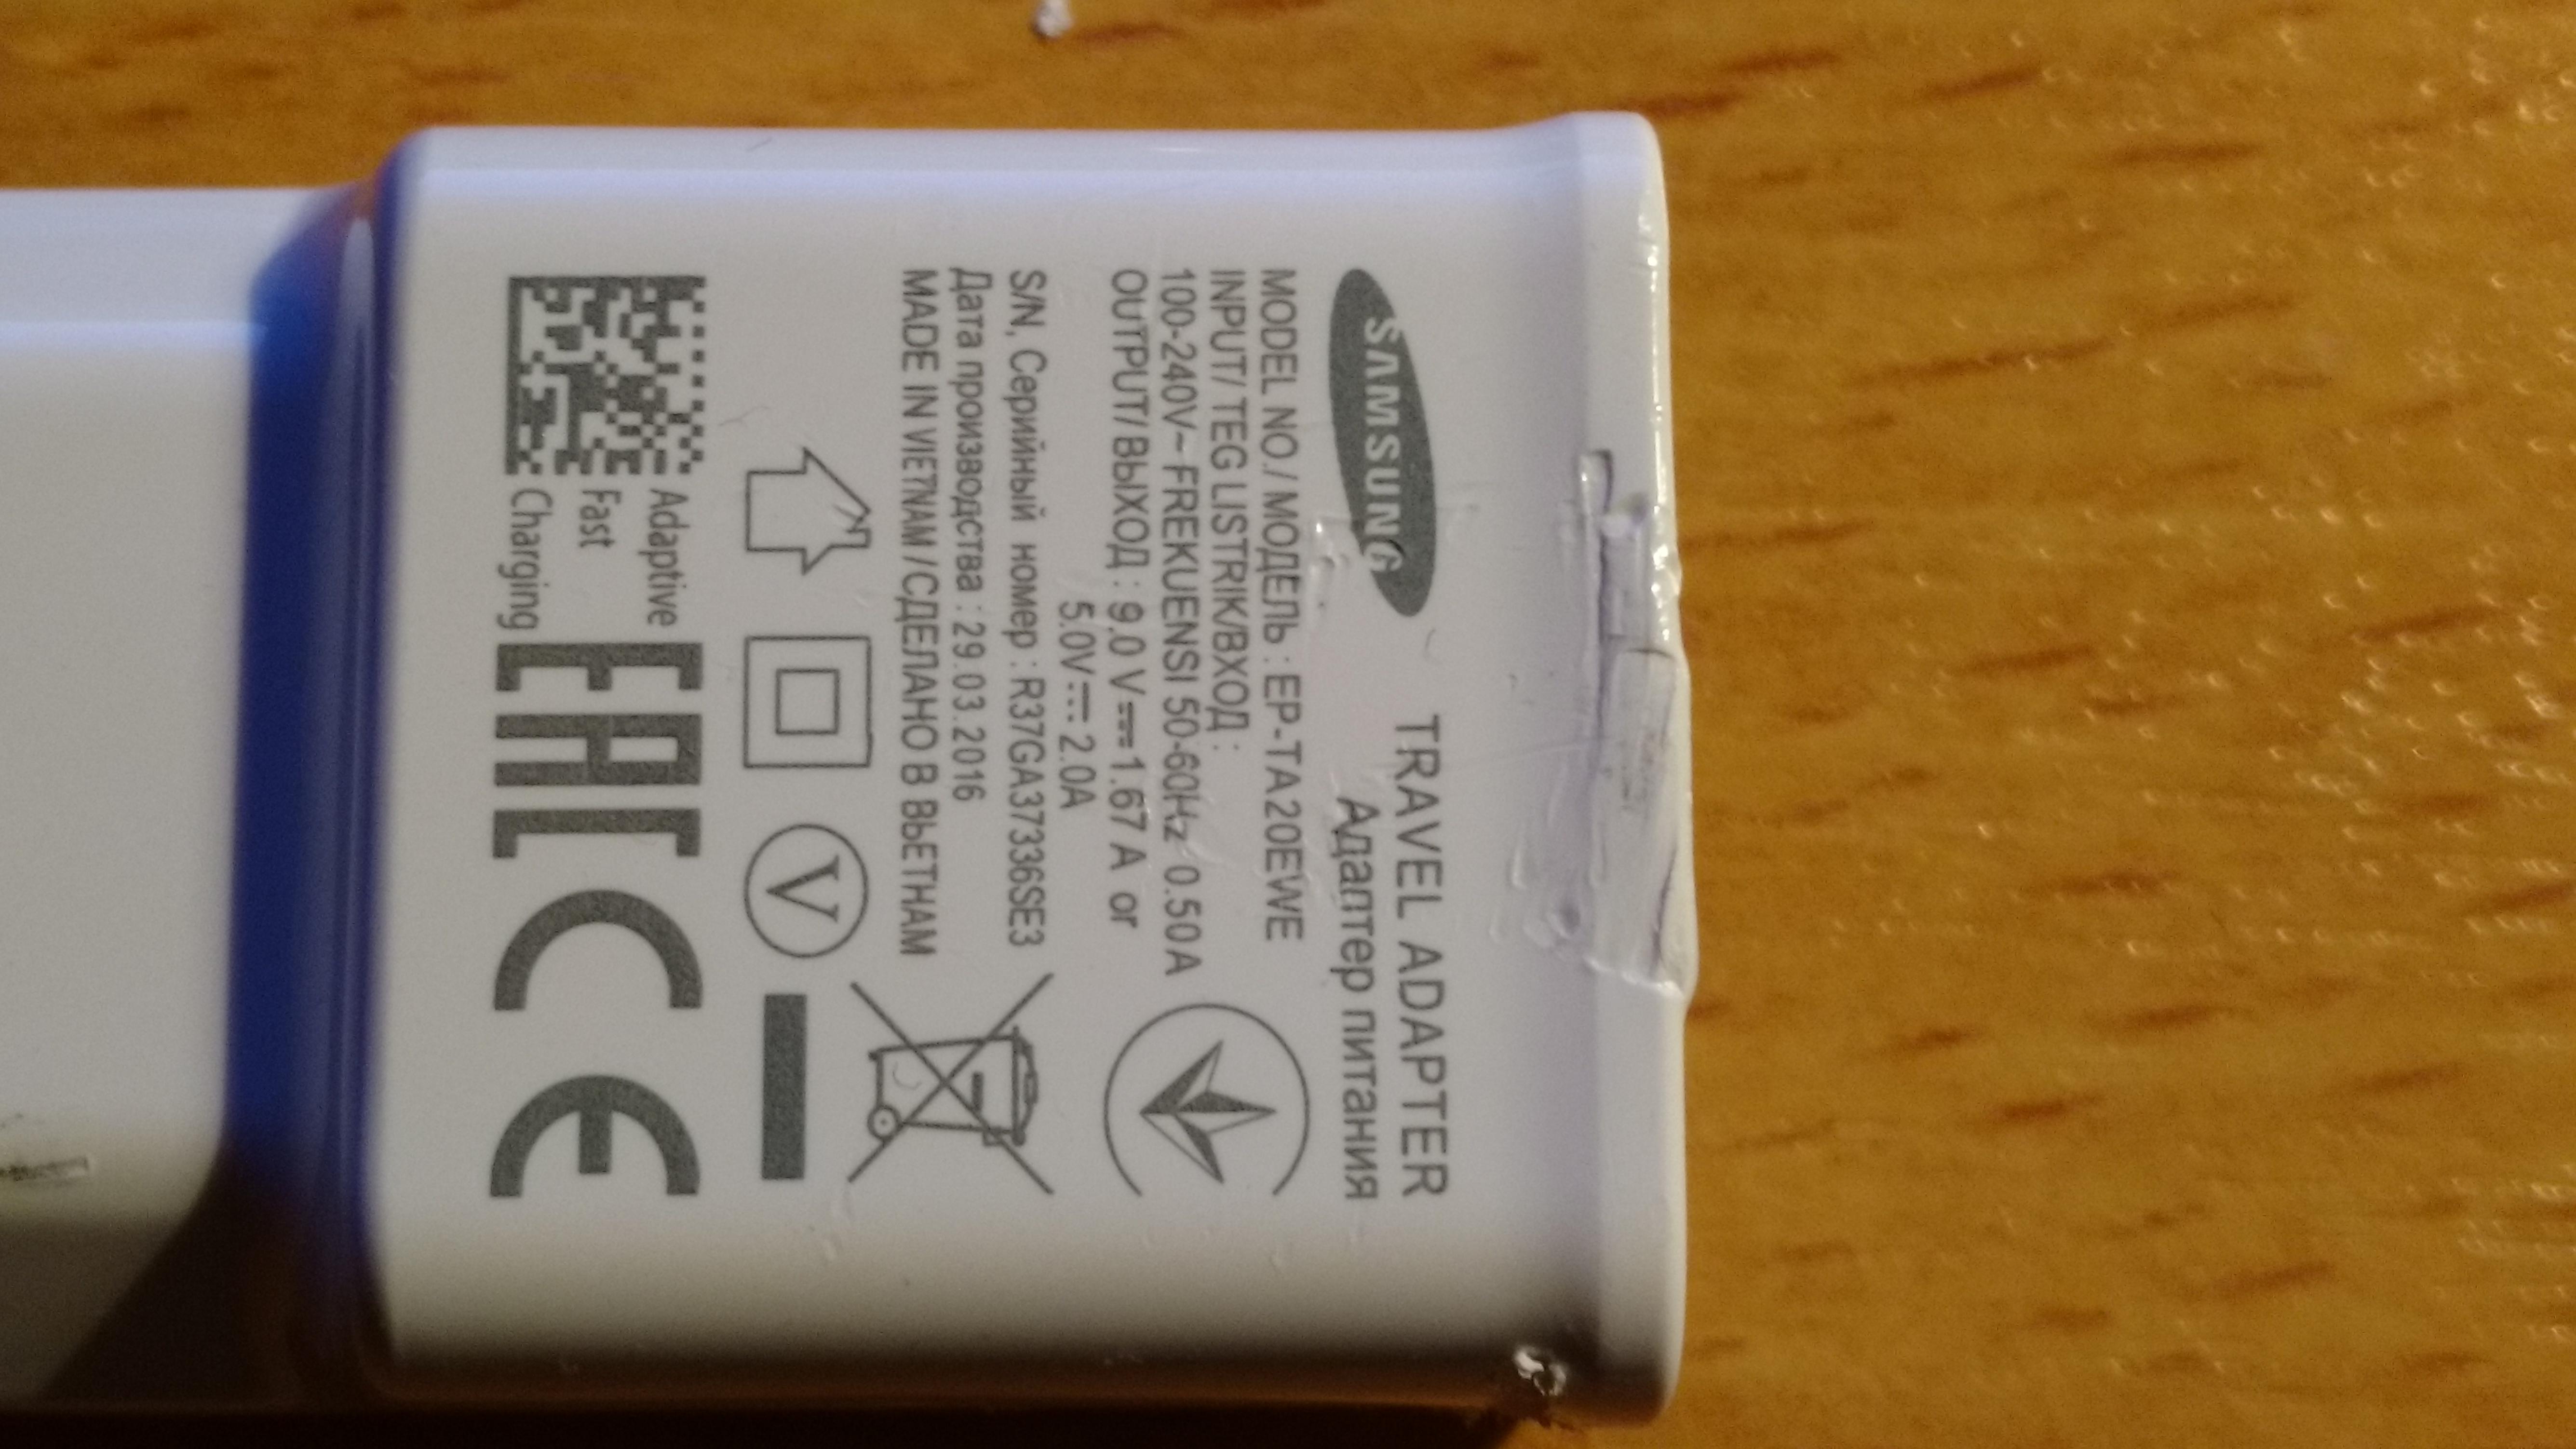 SAMSUNG
TRAVEL ADAPTER
Адаптер питания
MODEL NO./ МОДЕЛЬ : EP-TA20EWE
INPUT/ TEG LISTRIK/ВХОД :
100-240V~ FREKUENSI 50-60Hz 0.50A
OUTPUT/ ВЫХОД : 9.0 V⎓1.67 A or
5.0V⎓ 2.0A
S/N, Серийный номер : R37GA37336SE3
Дата производства : 29.03.2016
MADE IN VIETNAM / СДЕЛАНО В ВЬЕТНАМ
V
Adaptive
Fast
Charging
EAC CE